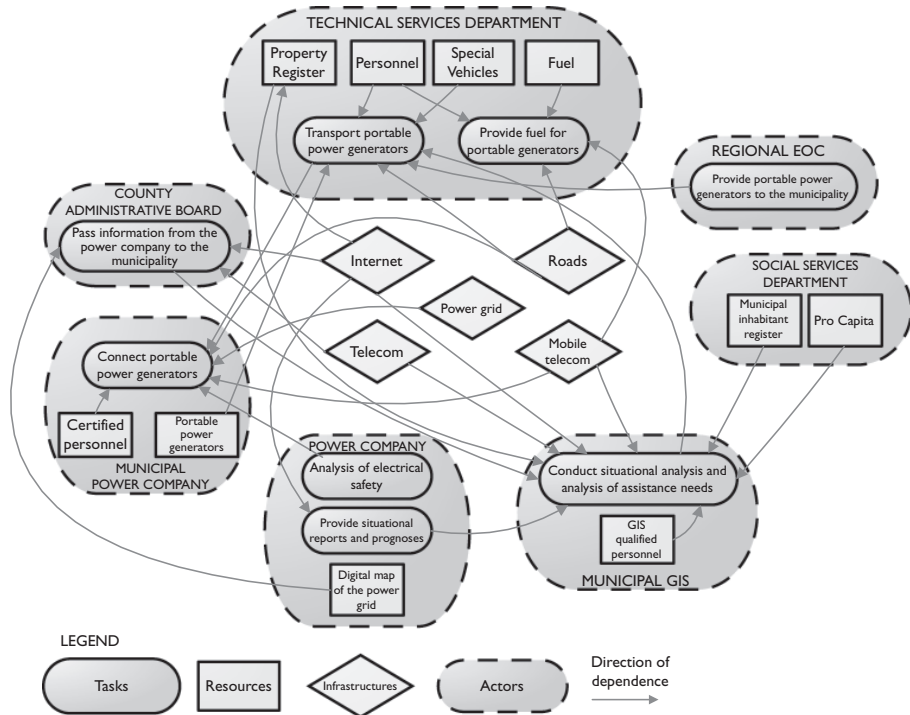 TECHNICAL SERVICES DEPARTMENT
Property
Register
Personnel
Special
Vehicles
Fuel
Transport portable
power generators
Provide fuel for
portable generators
REGIONAL EOC
Provide portable power
generators to the municipality
COUNTY
ADMINISTRATIVE BOARD
Pass information from the
power company to the
municipality
Internet
Roads
Power grid
Telecom
Mobile
telecom
SOCIAL SERVICES
DEPARTMENT
Municipal
inhabitant
register
Pro Capita
Connect portable
power generators
Certified
personnel
Portable
power
generators
MUNICIPAL
POWER COMPANY
POWER COMPANY
Analysis of electrical
safety
Provide situational
reports and prognoses
Digital map
of the power
grid
Conduct situational analysis and
analysis of assistance needs
GIS
qualified
personnel
MUNICIPAL GIS
LEGEND
Tasks
Resources
Infrastructures
Actors
Direction of
dependence